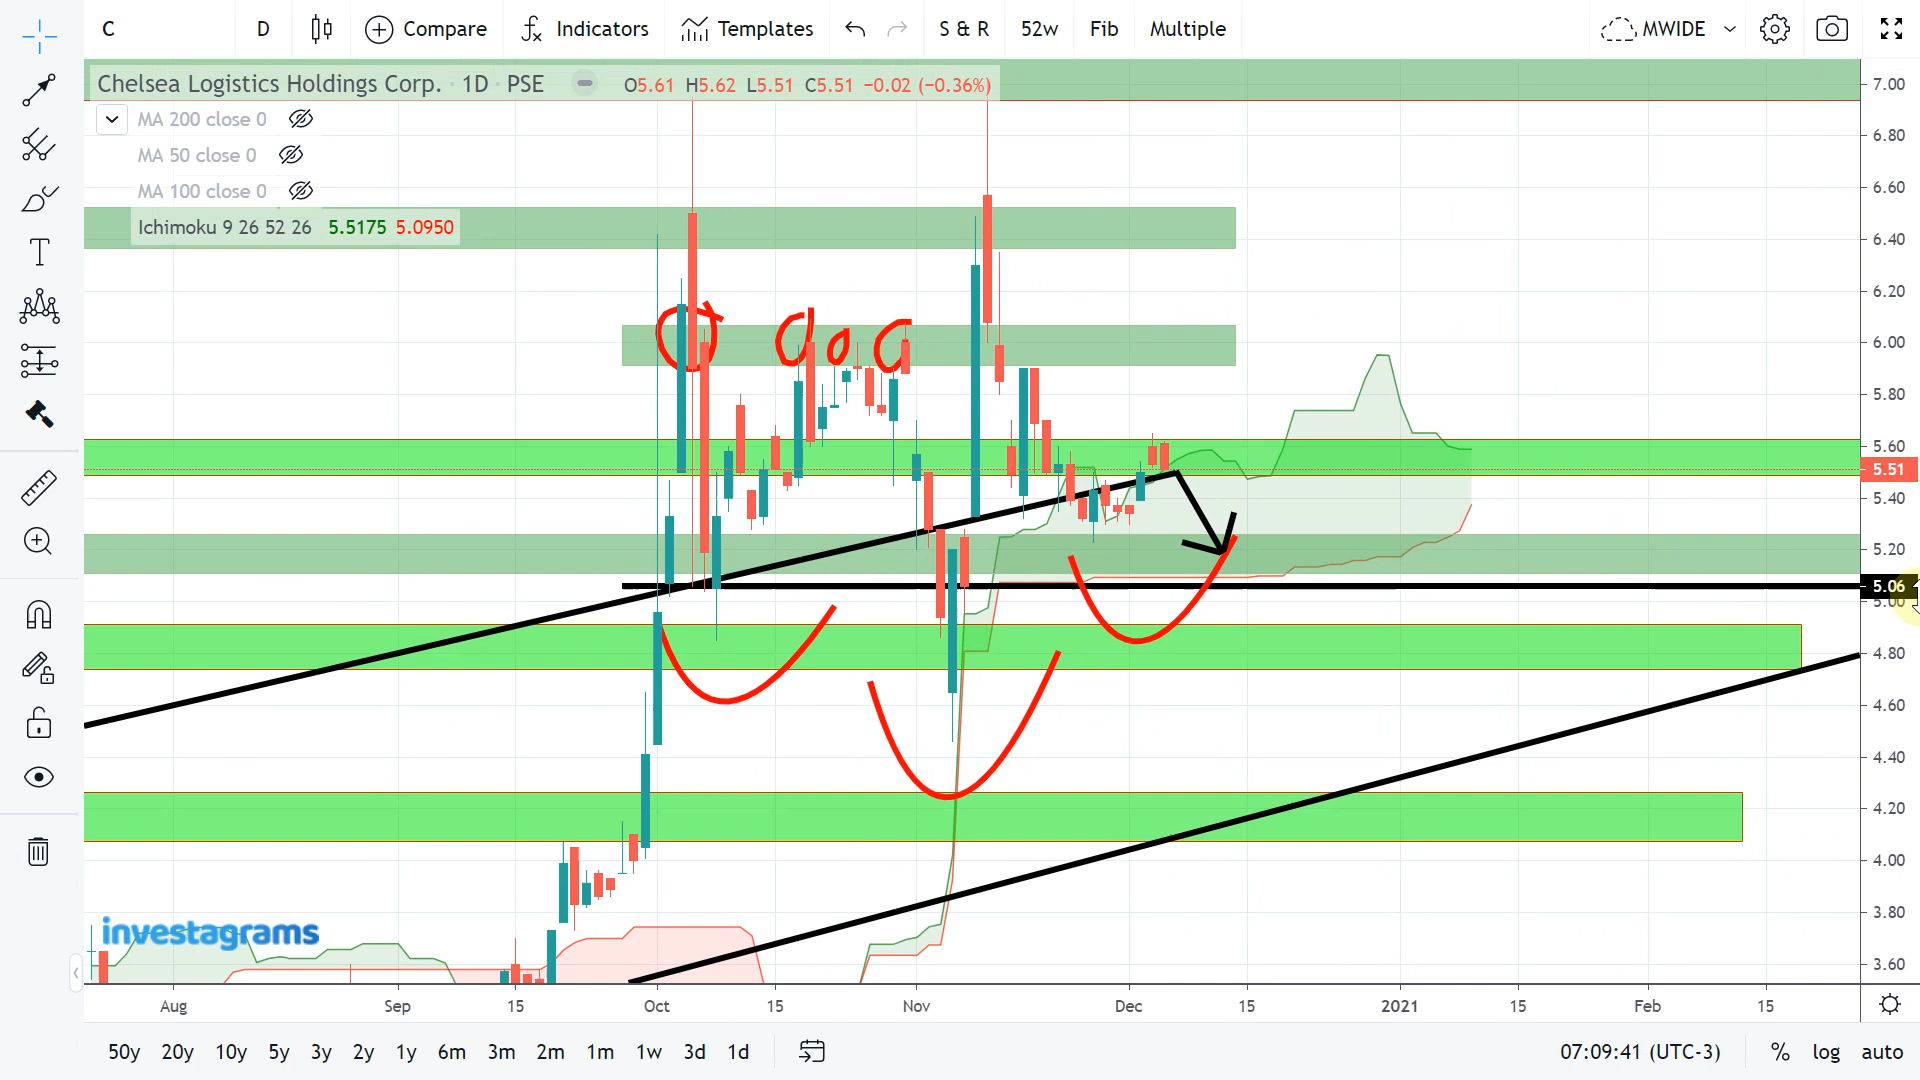 C D Compare Indicators Templates S & R 52w Fib Multiple MWIDE
Chelsea Logistics Holdings Corp. · 1D · PSE O5.61 H5.62 L5.51 C5.51 −0.02 (−0.36%)
MA 200 close 0
MA 50 close 0
MA 100 close 0
Ichimoku 9 26 52 26 5.5175 5.0950
7.00
6.80
6.60
6.40
6.20
6.00
5.80
5.60
5.51
5.40
5.20
5.06
5.00
4.80
4.60
4.40
4.20
4.00
3.80
3.60
investagrams
Aug Sep 15 Oct 15 Nov Dec 15 2021 15 Feb 15
50y 20y 10y 5y 3y 2y 1y 6m 3m 2m 1m 1w 3d 1d 07:09:41 (UTC-3) % log auto